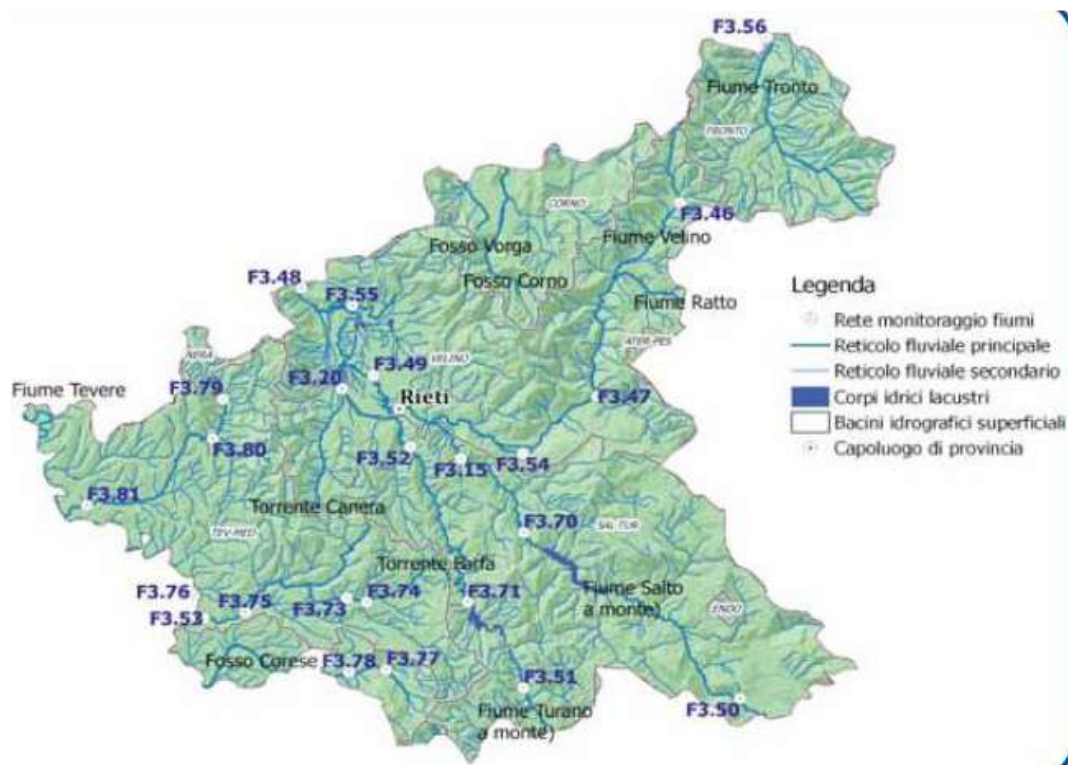 F3.56
Fiume Tronto
TRONTO
CORNO
F3.46
Fiume Velino
Fosso Vorga
Fosso Corno
F3.48
F3.55
Fiume Ratto
Legenda
Rete monitoraggio fiumi
Reticolo fluviale principale
Reticolo fluviale secondario
Corpi idrici lacustri
Bacini idrografici superficiali
Capoluogo di provincia
ATER-PES
NERA
VELINO
F3.49
F3.79
F3.20
Rieti
F3.47
Fiume Tevere
F3.80
F3.52
F3.15
F3.54
F3.81
Torrente Canera
TEV-MED
F3.70
SAL-TUR
Torrente Barfa
Fiume Salto
a monte)
F3.76
F3.75
F3.73
F3.74
F3.71
ENDO
F3.53
Fosso Corese
F3.78
F3.77
F3.51
Fiume Turano
a monte)
F3.50